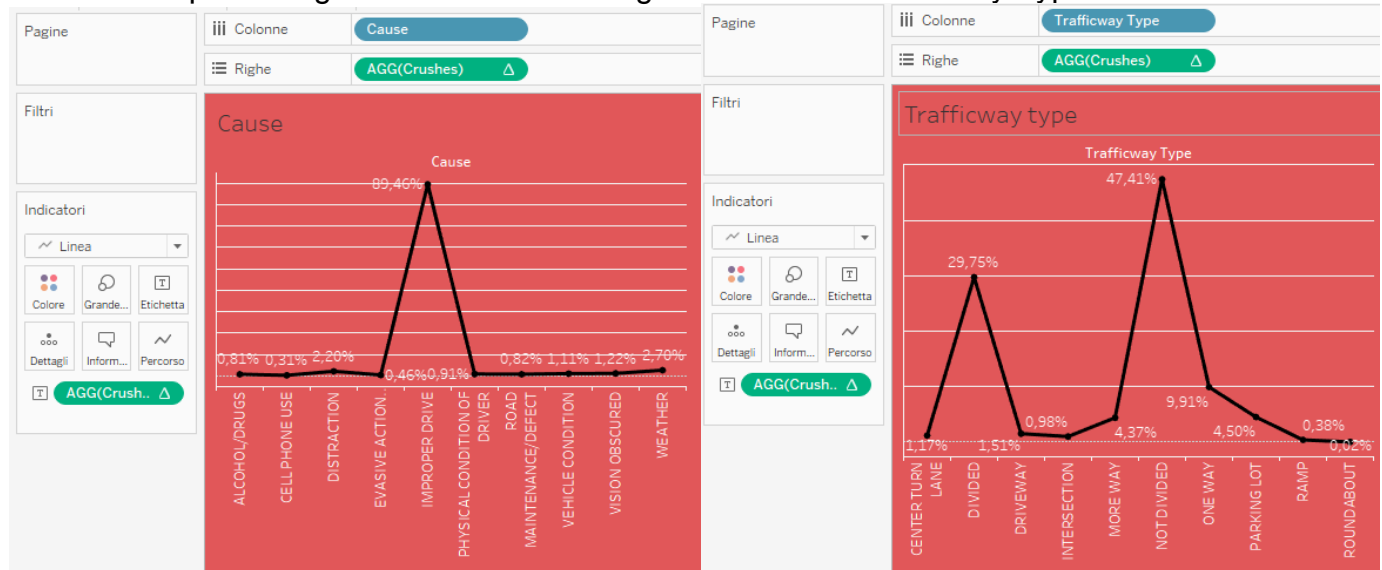 Pagine
iii Colonne
Cause
Righe
AGG(Crushes) Δ
Filtri
Indicatori
Linea
Colore
Grande...
Etichetta
Dettagli
Inform...
Percorso
AGG(Crush.. Δ
Cause
Cause
89,46%
0,81%
0,31%
2,20%
0,46%
0,91%
0,82%
1,11%
1,22%
2,70%
ALCOHOL/DRUGS
CELL PHONE USE
DISTRACTION
EVASIVE ACTION..
IMPROPER DRIVE
PHYSICAL CONDITION OF
DRIVER
ROAD
MAINTENANCE/DEFECT
VEHICLE CONDITION
VISION OBSCURED
WEATHER
Pagine
iii Colonne
Trafficway Type
Righe
AGG(Crushes) Δ
Filtri
Indicatori
Linea
Colore
Grande...
Etichetta
Dettagli
Inform...
Percorso
AGG(Crush.. Δ
Trafficway type
Trafficway Type
47,41%
29,75%
1,17%
1,51%
0,98%
4,37%
9,91%
4,50%
0,38%
0,02%
CENTER TURN
LANE
DIVIDED
DRIVEWAY
INTERSECTION
MORE WAY
NOT DIVIDED
ONE WAY
PARKING LOT
RAMP
ROUNDABOUT